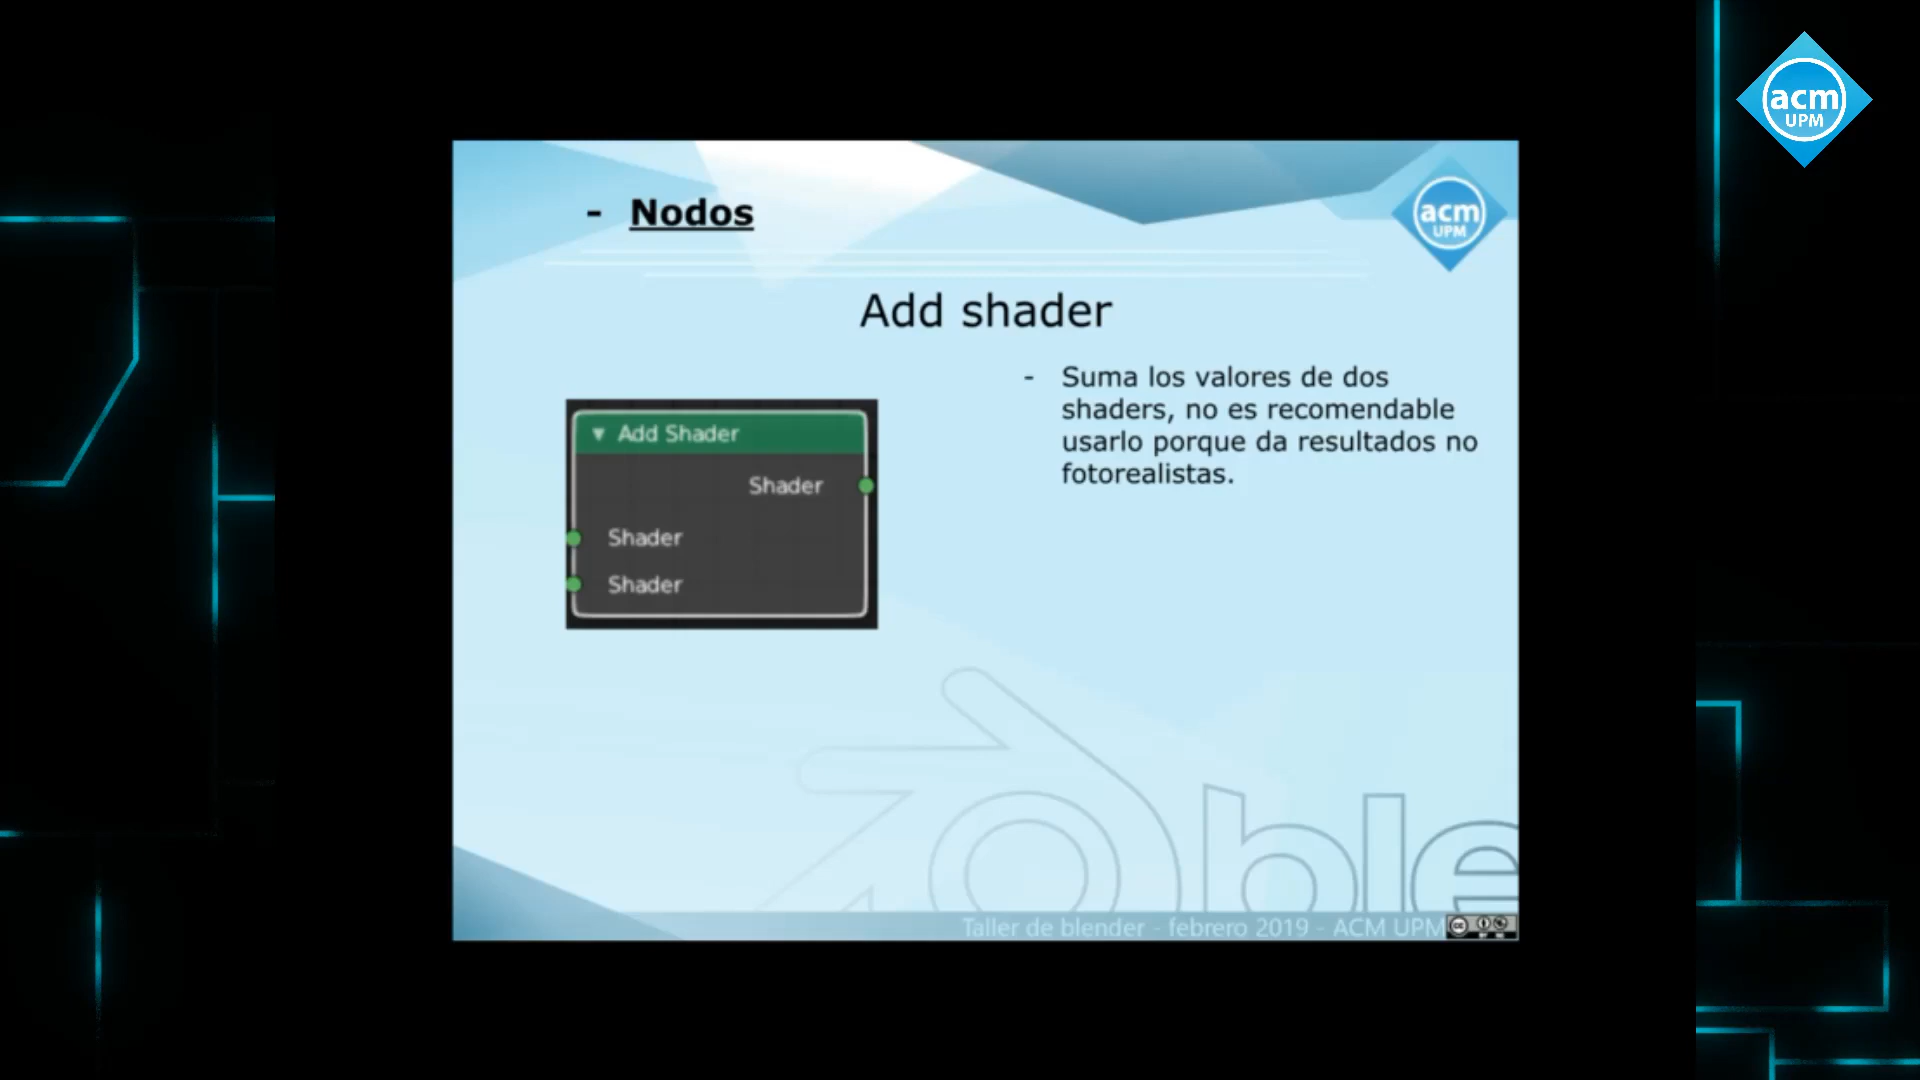 acm
UPM
- Nodos
acm
UPM
Add shader
- Suma los valores de dos
shaders, no es recomendable
usarlo porque da resultados no
fotorealistas.
Add Shader
Shader
Shader
Shader
ble
Taller de blender - febrero 2019 - ACM UPM
cc